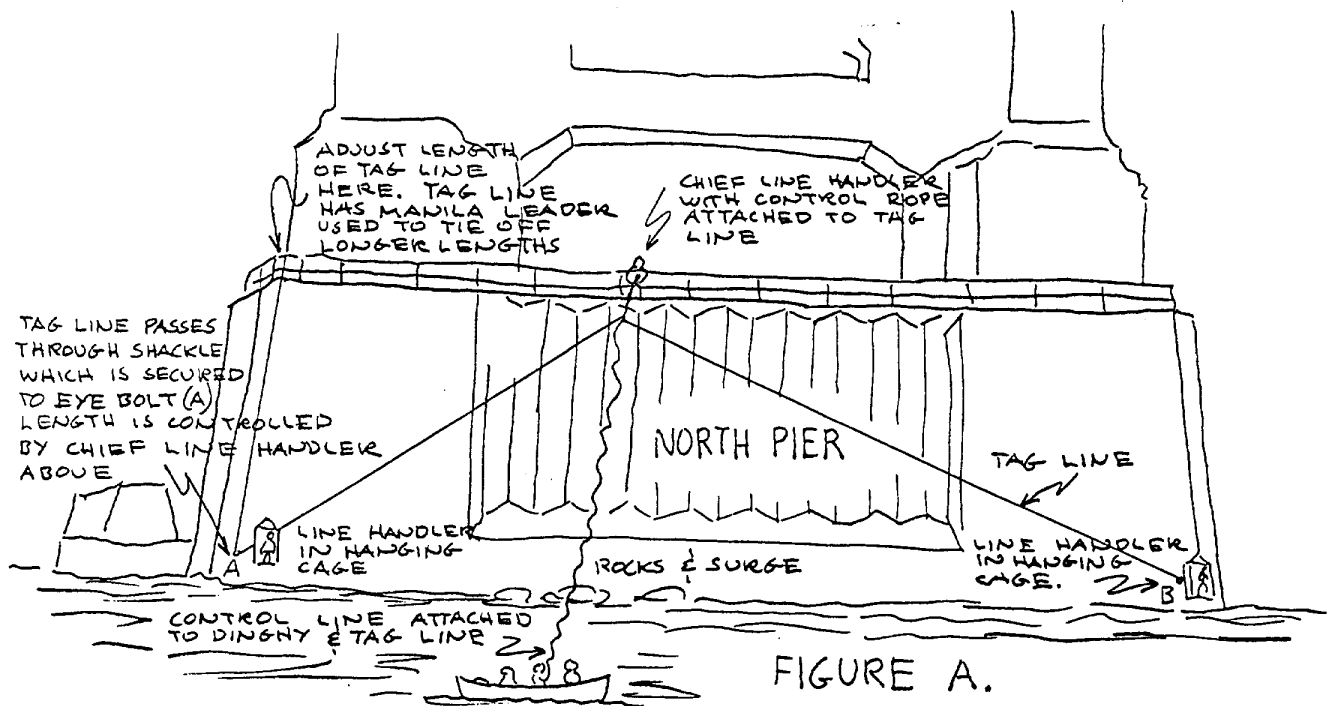 ADJUST LENGTH
OF TAG LINE
HERE. TAG LINE
HAS MANILA LEADER
USED TO TIE OFF
LONGER LENGTHS
CHIEF LINE HANDLER
WITH CONTROL ROPE
ATTACHED TO TAG
LINE
TAG LINE PASSES
THROUGH SHACKLE
WHICH IS SECURED
TO EYE BOLT (A)
LENGTH IS CONTROLLED
BY CHIEF LINE HANDLER
ABOVE
NORTH PIER
TAG LINE
A
LINE HANDLER
IN HANGING
CAGE
ROCKS & SURGE
LINE HANDLER
IN HANGING
CAGE.
B
CONTROL LINE ATTACHED
TO DINGHY & TAG LINE
FIGURE A.